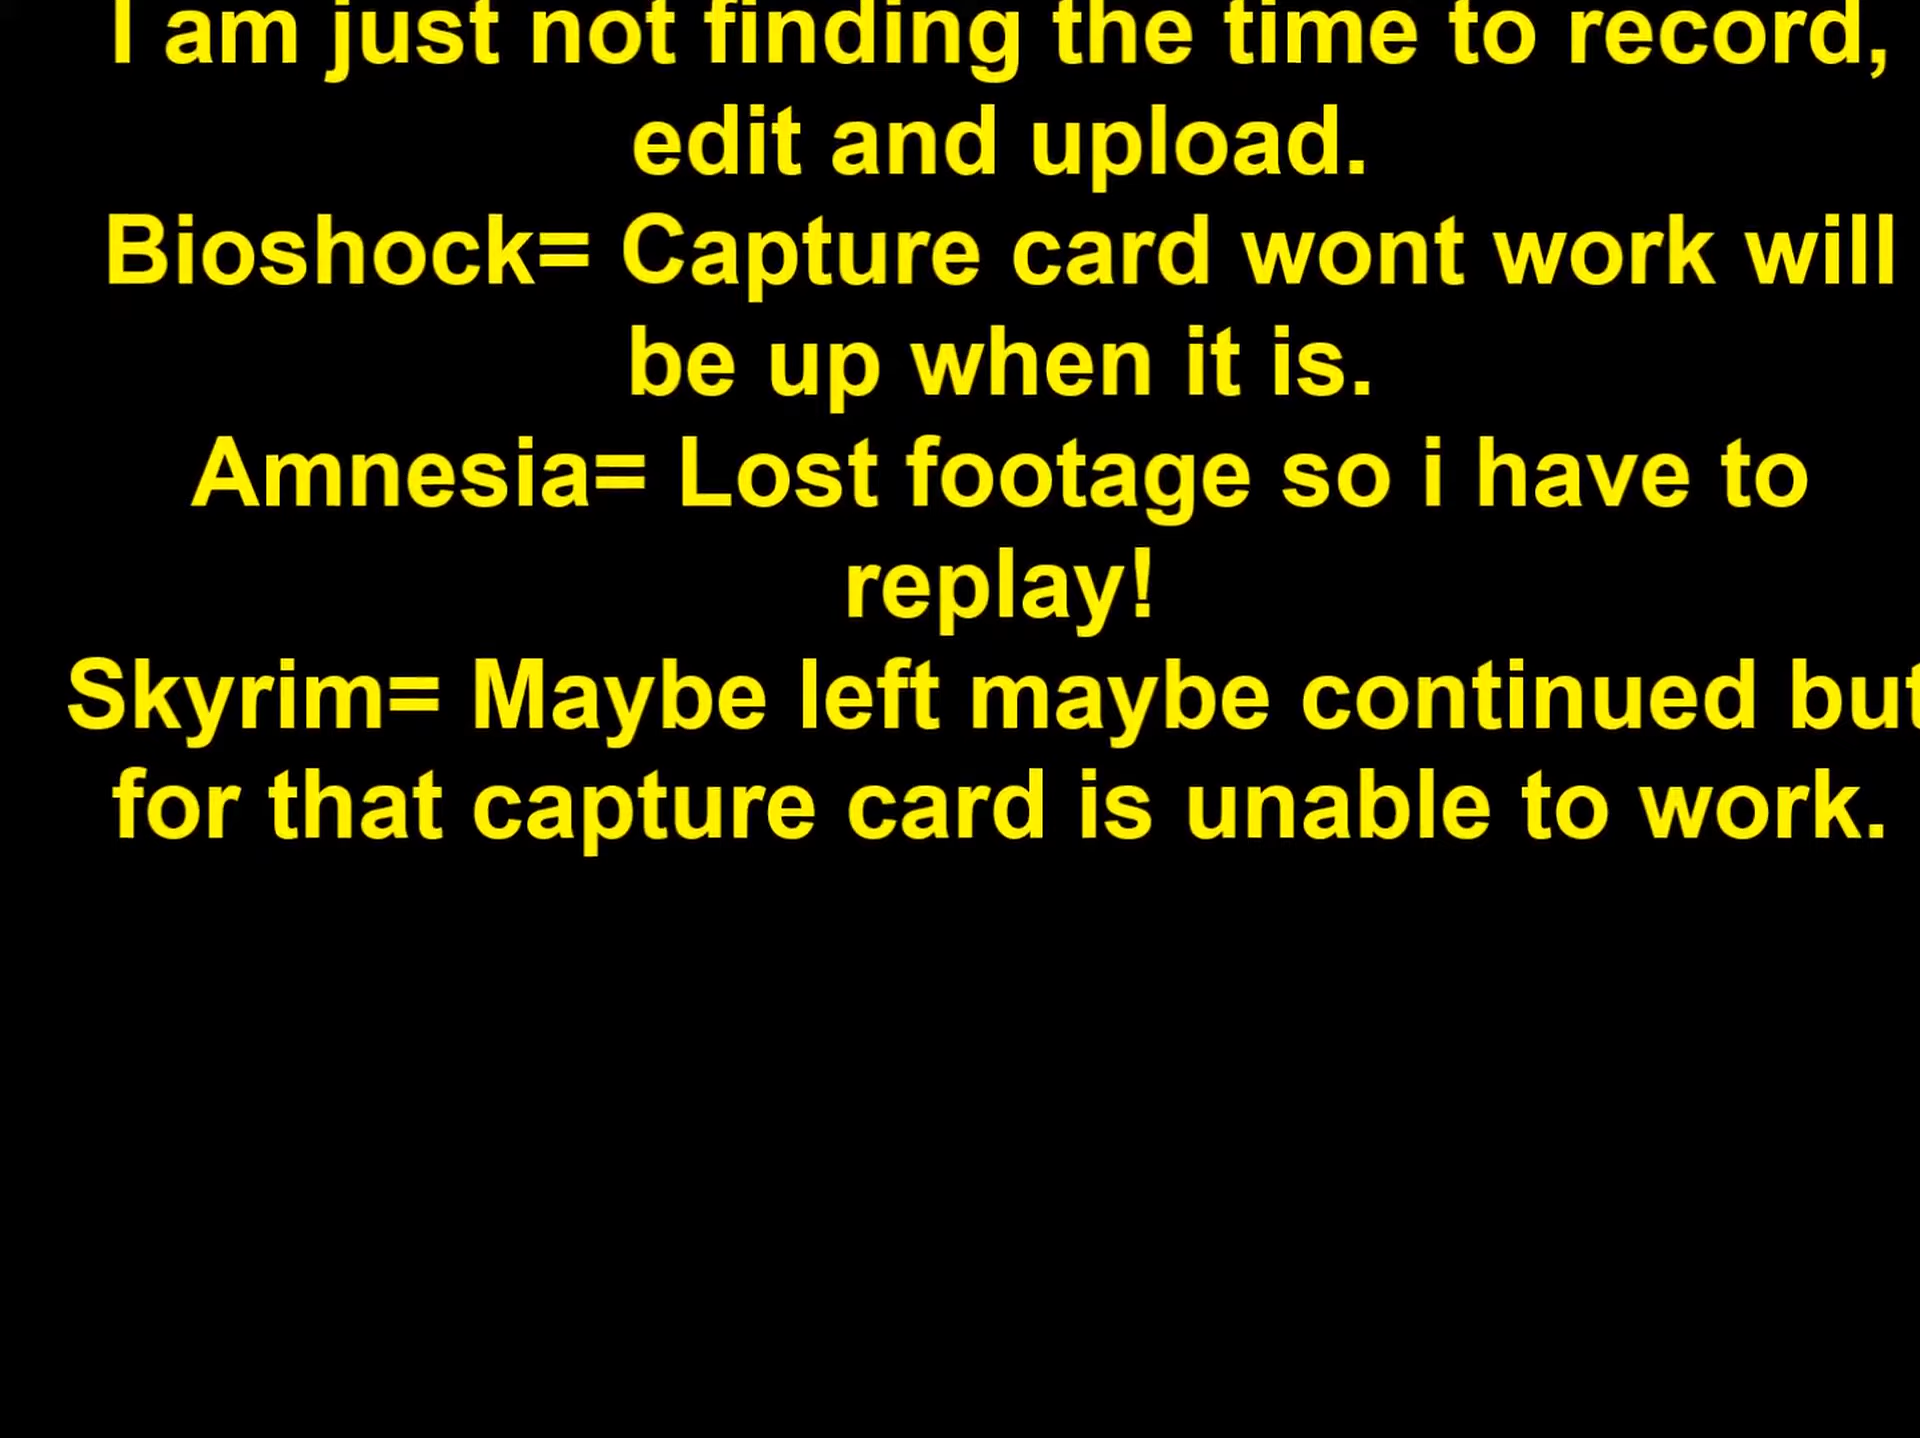 I am just not finding the time to record,
edit and upload.
Bioshock= Capture card wont work will
be up when it is.
Amnesia= Lost footage so i have to
replay!
Skyrim= Maybe left maybe continued but
for that capture card is unable to work.